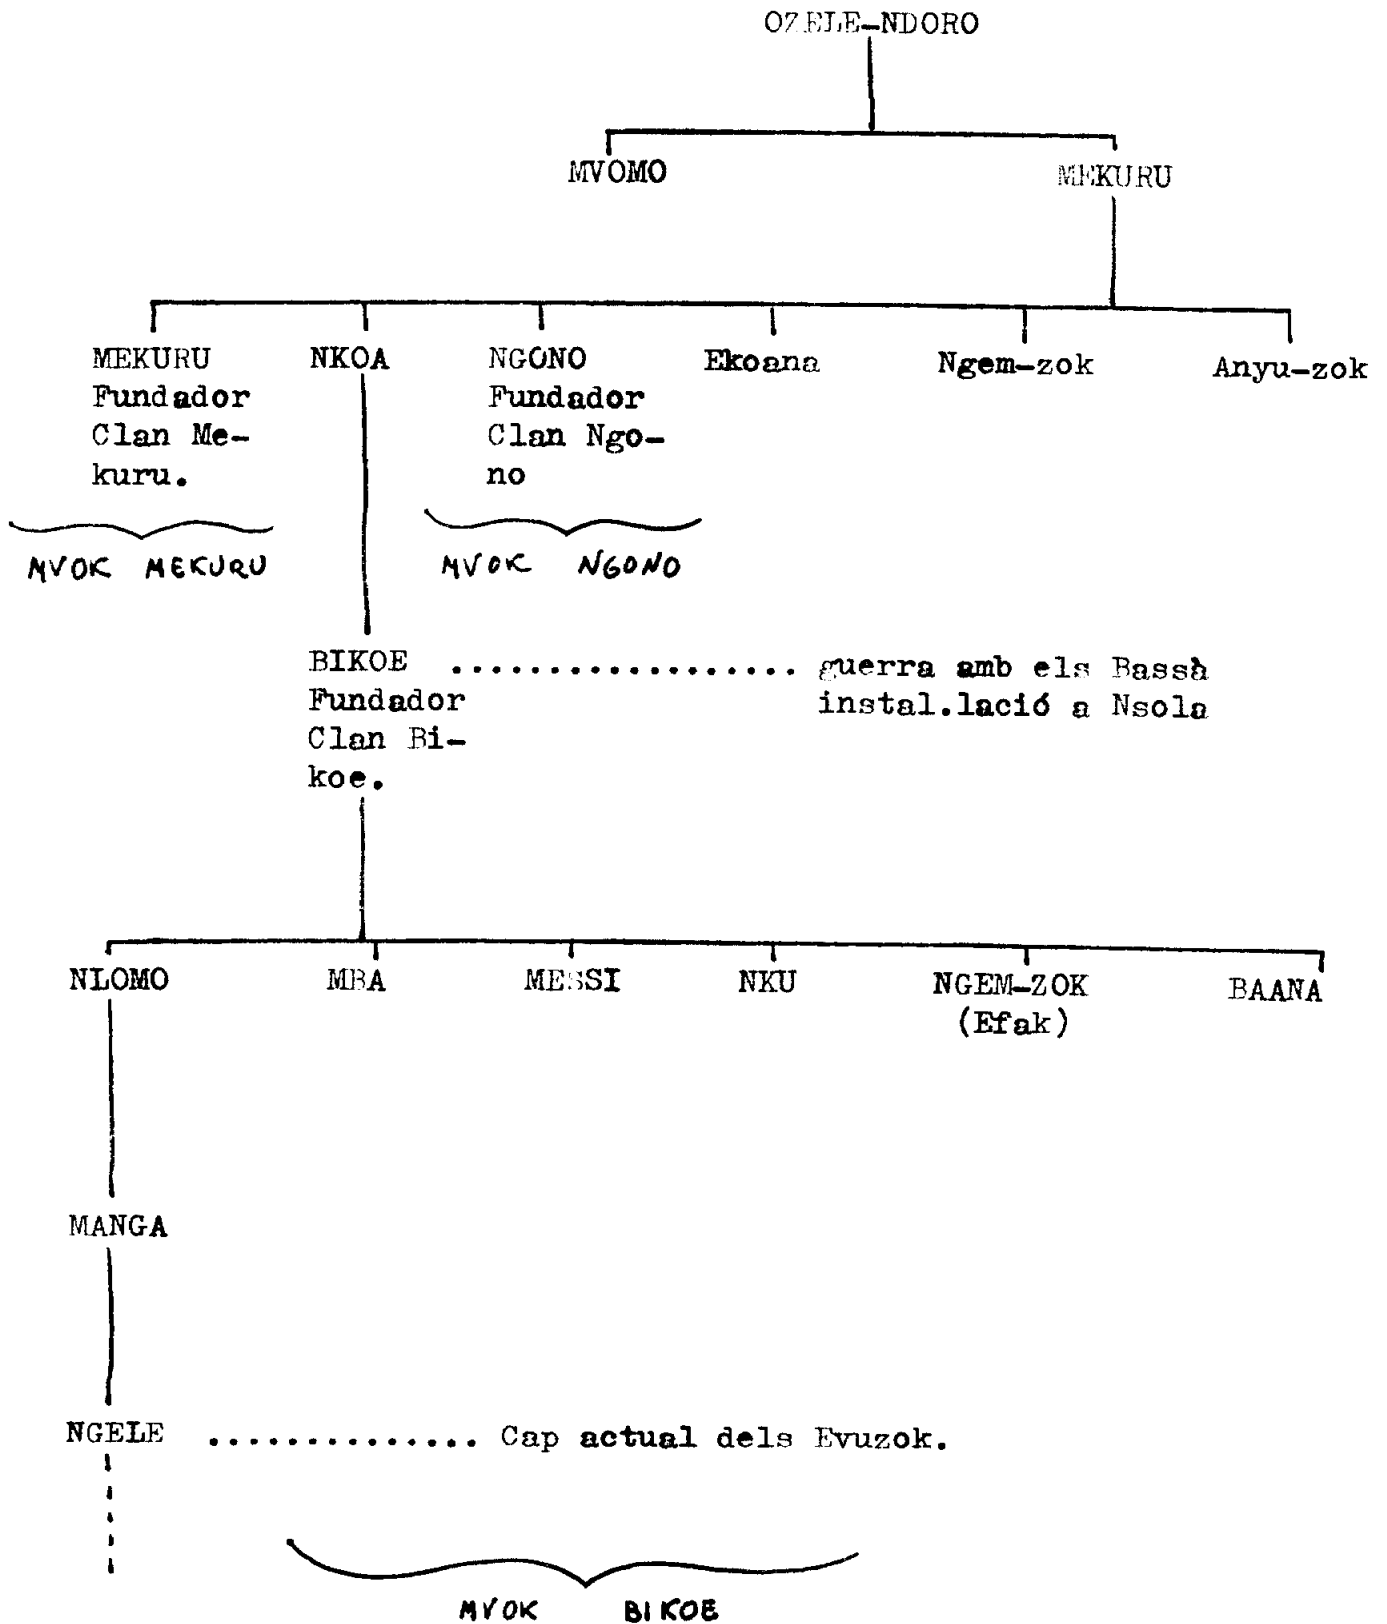 OZELE-NDORO
MVOMO MEKURU
MEKURU NKOA NGONO Ekoana Ngem-zok Anyu-zok
Fundador
Clan Me-
kuru.
Fundador
Clan Ngo-
no
MVOK MEKURU MVOK NGONO
BIKOE .................. guerra amb els Bassà
instal.lació a Nsola
Fundador
Clan Bi-
koe.
NLOMO MBA MESSI NKU NGEM-ZOK BAANA
(Efak)
MANGA
NGELE .............. Cap actual dels Evuzok.
MVOK BIKOE